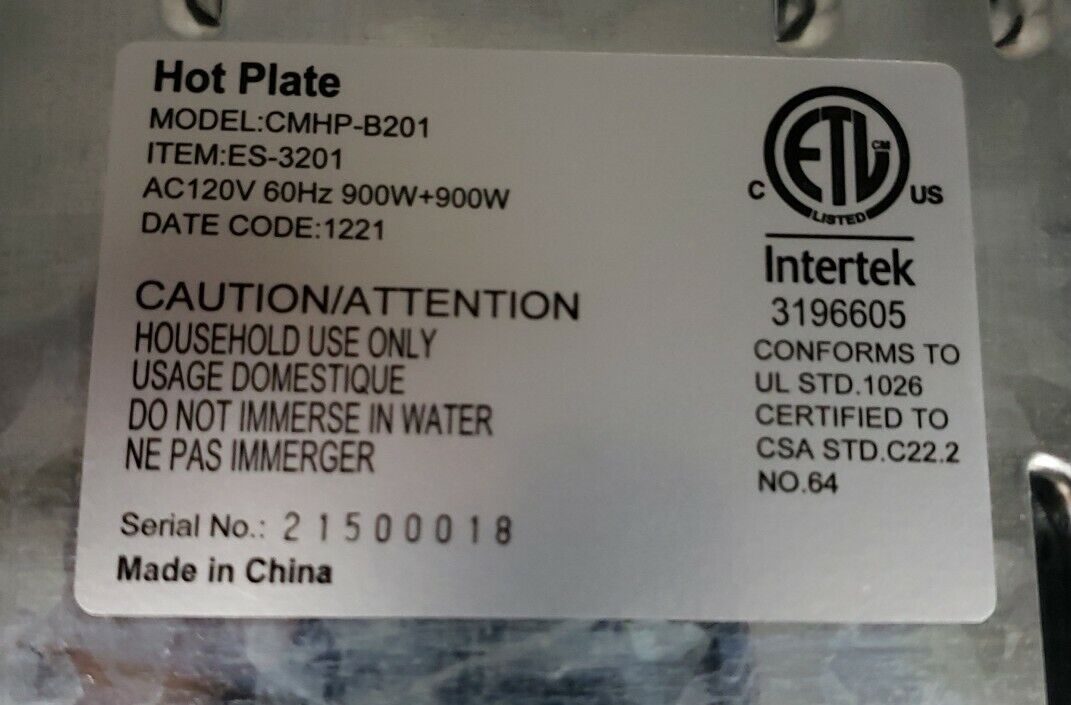 Hot Plate
MODEL:CMHP-B201
ITEM:ES-3201
AC120V 60Hz 900W+900W
DATE CODE:1221
CAUTION/ATTENTION
HOUSEHOLD USE ONLY
USAGE DOMESTIQUE
DO NOT IMMERSE IN WATER
NE PAS IMMERGER
Serial No.: 21500018
Made in China
ETL CM
C US
LISTED
Intertek
3196605
CONFORMS TO
UL STD.1026
CERTIFIED TO
CSA STD.C22.2
NO.64